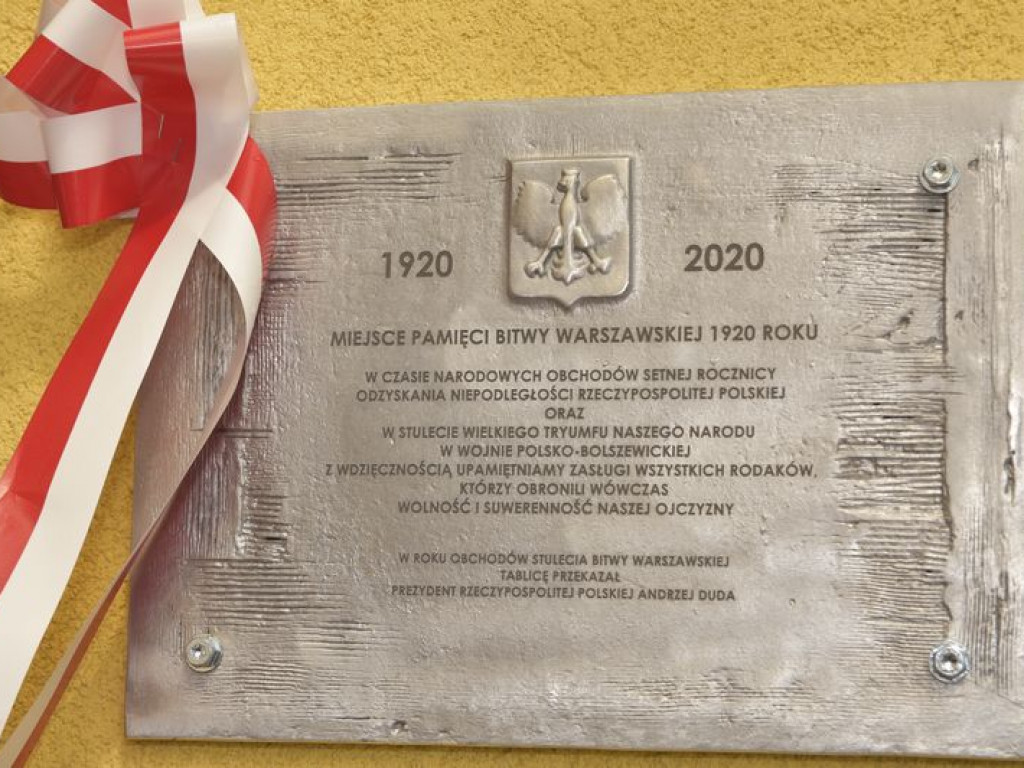 1920 2020
MIEJSCE PAMIĘCI BITWY WARSZAWSKIEJ 1920 ROKU
W CZASIE NARODOWYCH OBCHODÓW SETNEJ ROCZNICY
ODZYSKANIA NIEPODLEGŁOŚCI RZECZYPOSPOLITEJ POLSKIEJ
ORAZ
W STULECIE WIELKIEGO TRYUMFU NASZEGO NARODU
W WOJNIE POLSKO-BOLSZEWICKIEJ
Z WDZIĘCZNOŚCIĄ UPAMIĘTNIAMY ZASŁUGI WSZYSTKICH RODAKÓW,
KTÓRZY OBRONILI WÓWCZAS
WOLNOŚĆ I SUWERENNOŚĆ NASZEJ OJCZYZNY
W ROKU OBCHODÓW STULECIA BITWY WARSZAWSKIEJ
TABLICĘ PRZEKAZAŁ
PREZYDENT RZECZYPOSPOLITEJ POLSKIEJ ANDRZEJ DUDA